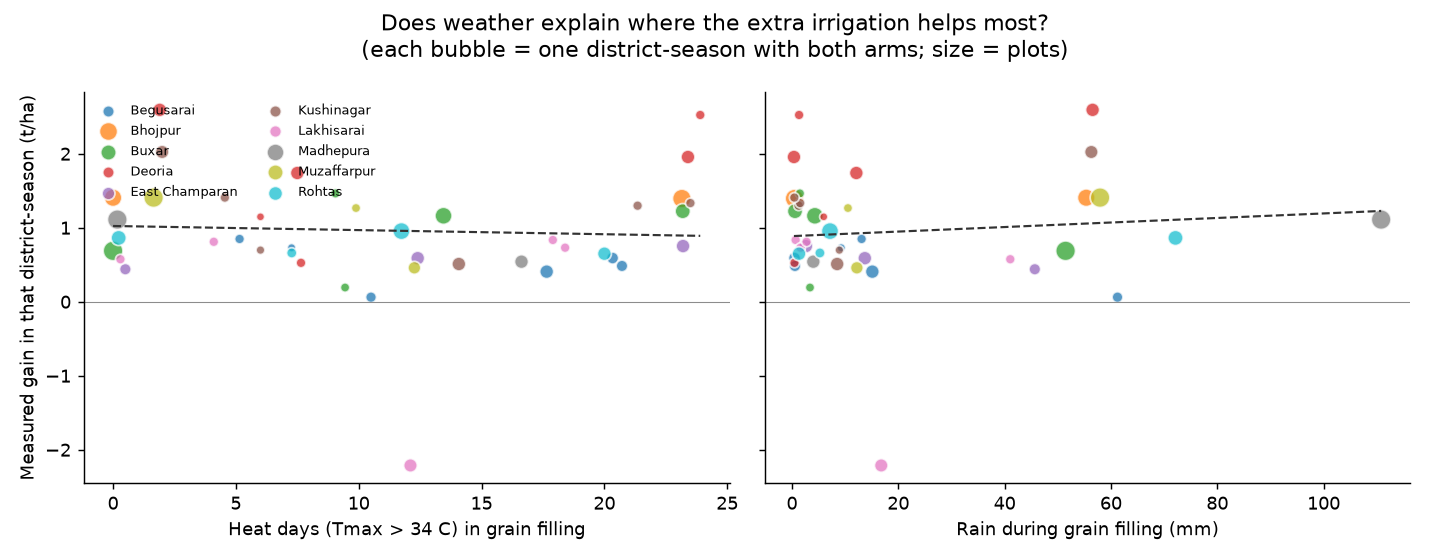 Does weather explain where the extra irrigation helps most?
(each bubble = one district-season with both arms; size = plots)
Measured gain in that district-season (t/ha)
2
1
0
−1
−2
Begusarai
Bhojpur
Buxar
Deoria
East Champaran
Kushinagar
Lakhisarai
Madhepura
Muzaffarpur
Rohtas
0
5
10
15
20
25
Heat days (Tmax > 34 C) in grain filling
0
20
40
60
80
100
Rain during grain filling (mm)